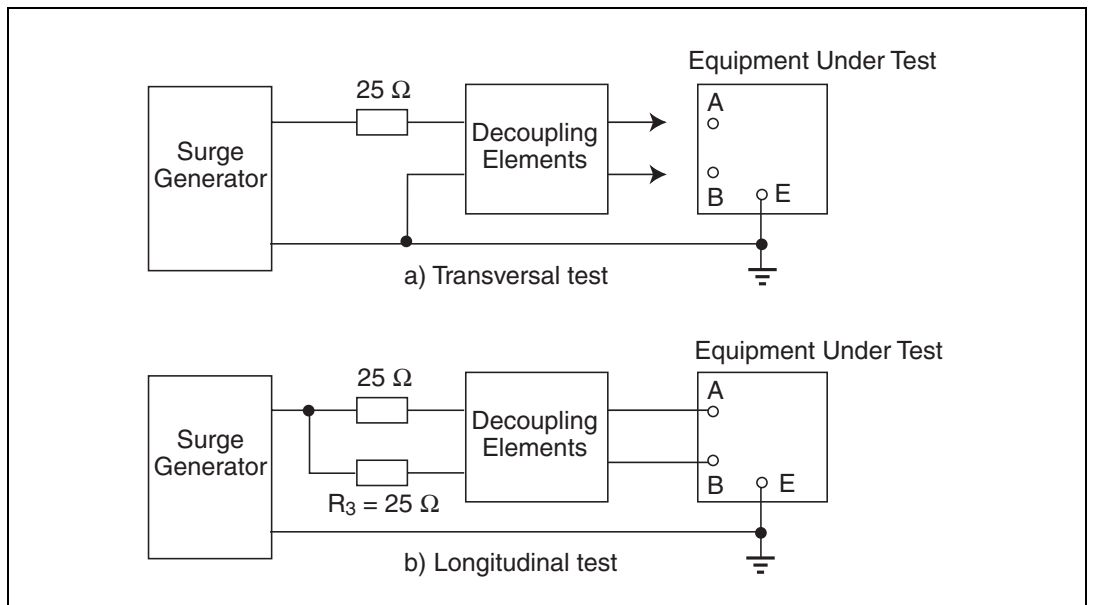 Equipment Under Test
25 Ω
Surge
Generator
Decoupling
Elements
A
B
E
a) Transversal test
Equipment Under Test
25 Ω
Surge
Generator
Decoupling
Elements
A
B
E
R₃ = 25 Ω
b) Longitudinal test